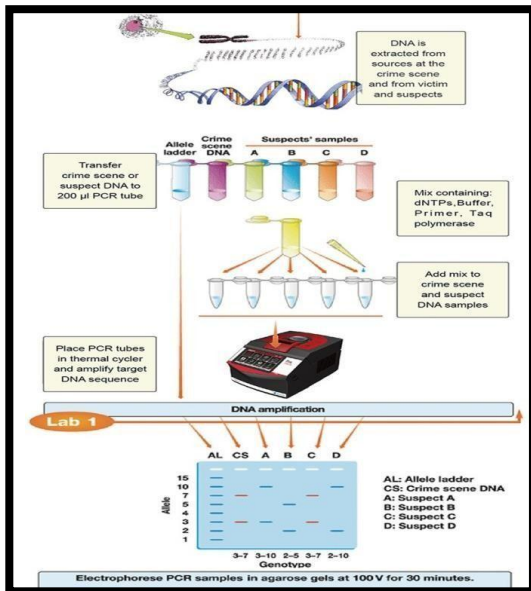 DNA is
extracted from
sources at the
crime scene
and from victim
and suspects
Allele
ladder
Crime
scene
DNA
Suspects' samples
A B C D
Transfer
crime scene or
suspect DNA to
200 µl PCR tube
Mix containing:
dNTPs,Buffer,
Primer, Taq
polymerase
Add mix to
crime scene
and suspect
DNA samples
Place PCR tubes
in thermal cycler
and amplify target
DNA sequence
DNA amplification
Lab 1
AL CS A B C D
Allele
15
10
7
5
4
3
2
1
3–7 3–10 2–5 3–7 2–10
Genotype
AL: Allele ladder
CS: Crime scene DNA
A: Suspect A
B: Suspect B
C: Suspect C
D: Suspect D
Electrophorese PCR samples in agarose gels at 100 V for 30 minutes.